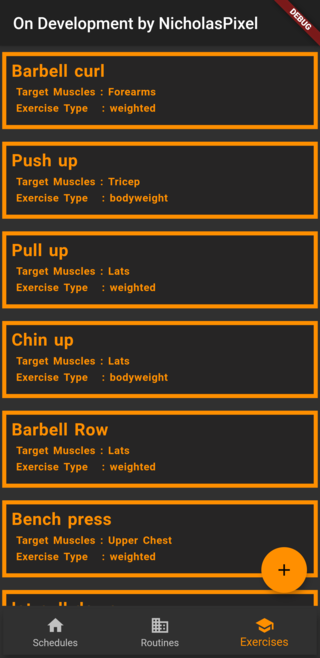 On Development by NicholasPixel
DEBUG
Barbell curl
Target Muscles : Forearms
Exercise Type : weighted
Push up
Target Muscles : Tricep
Exercise Type : bodyweight
Pull up
Target Muscles : Lats
Exercise Type : weighted
Chin up
Target Muscles : Lats
Exercise Type : bodyweight
Barbell Row
Target Muscles : Lats
Exercise Type : weighted
Bench press
Target Muscles : Upper Chest
Exercise Type : weighted
+
Schedules
Routines
Exercises